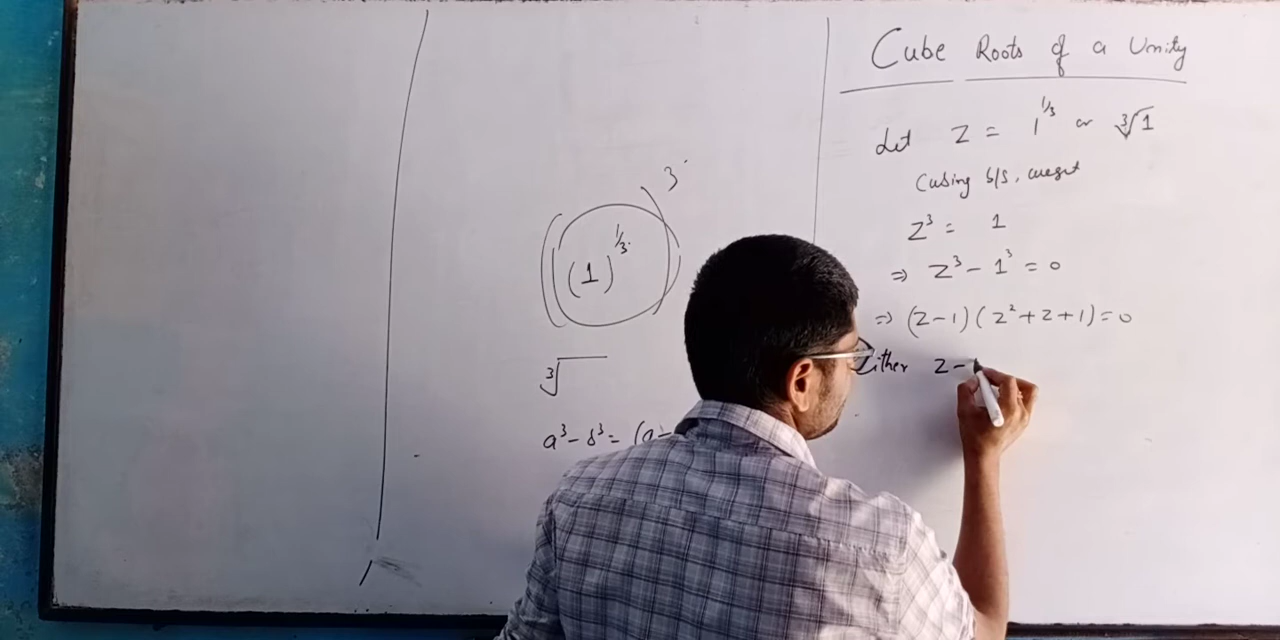 Cube Roots of a Unity
Let z = 1^{1/3} or ∛1
Cubing b/s, we get
z³ = 1
⇒ z³ - 1³ = 0
⇒ (z-1)(z²+z+1)=0
Either z-
((1)^{1/3})^3
∛
a³-b³= (a-